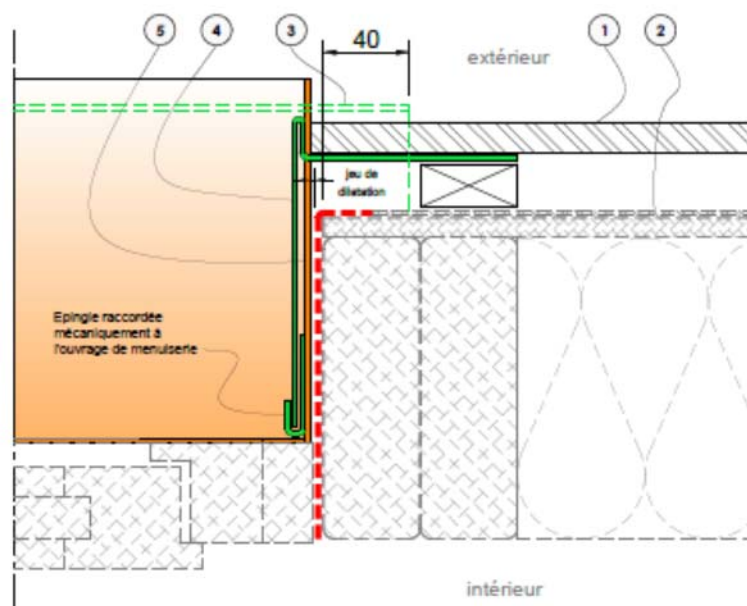 5
4
3
40
extérieur
1
2
jeu de
dilatation
Epingle raccordée
mécaniquement à
l'ouvrage de menuiserie
intérieur